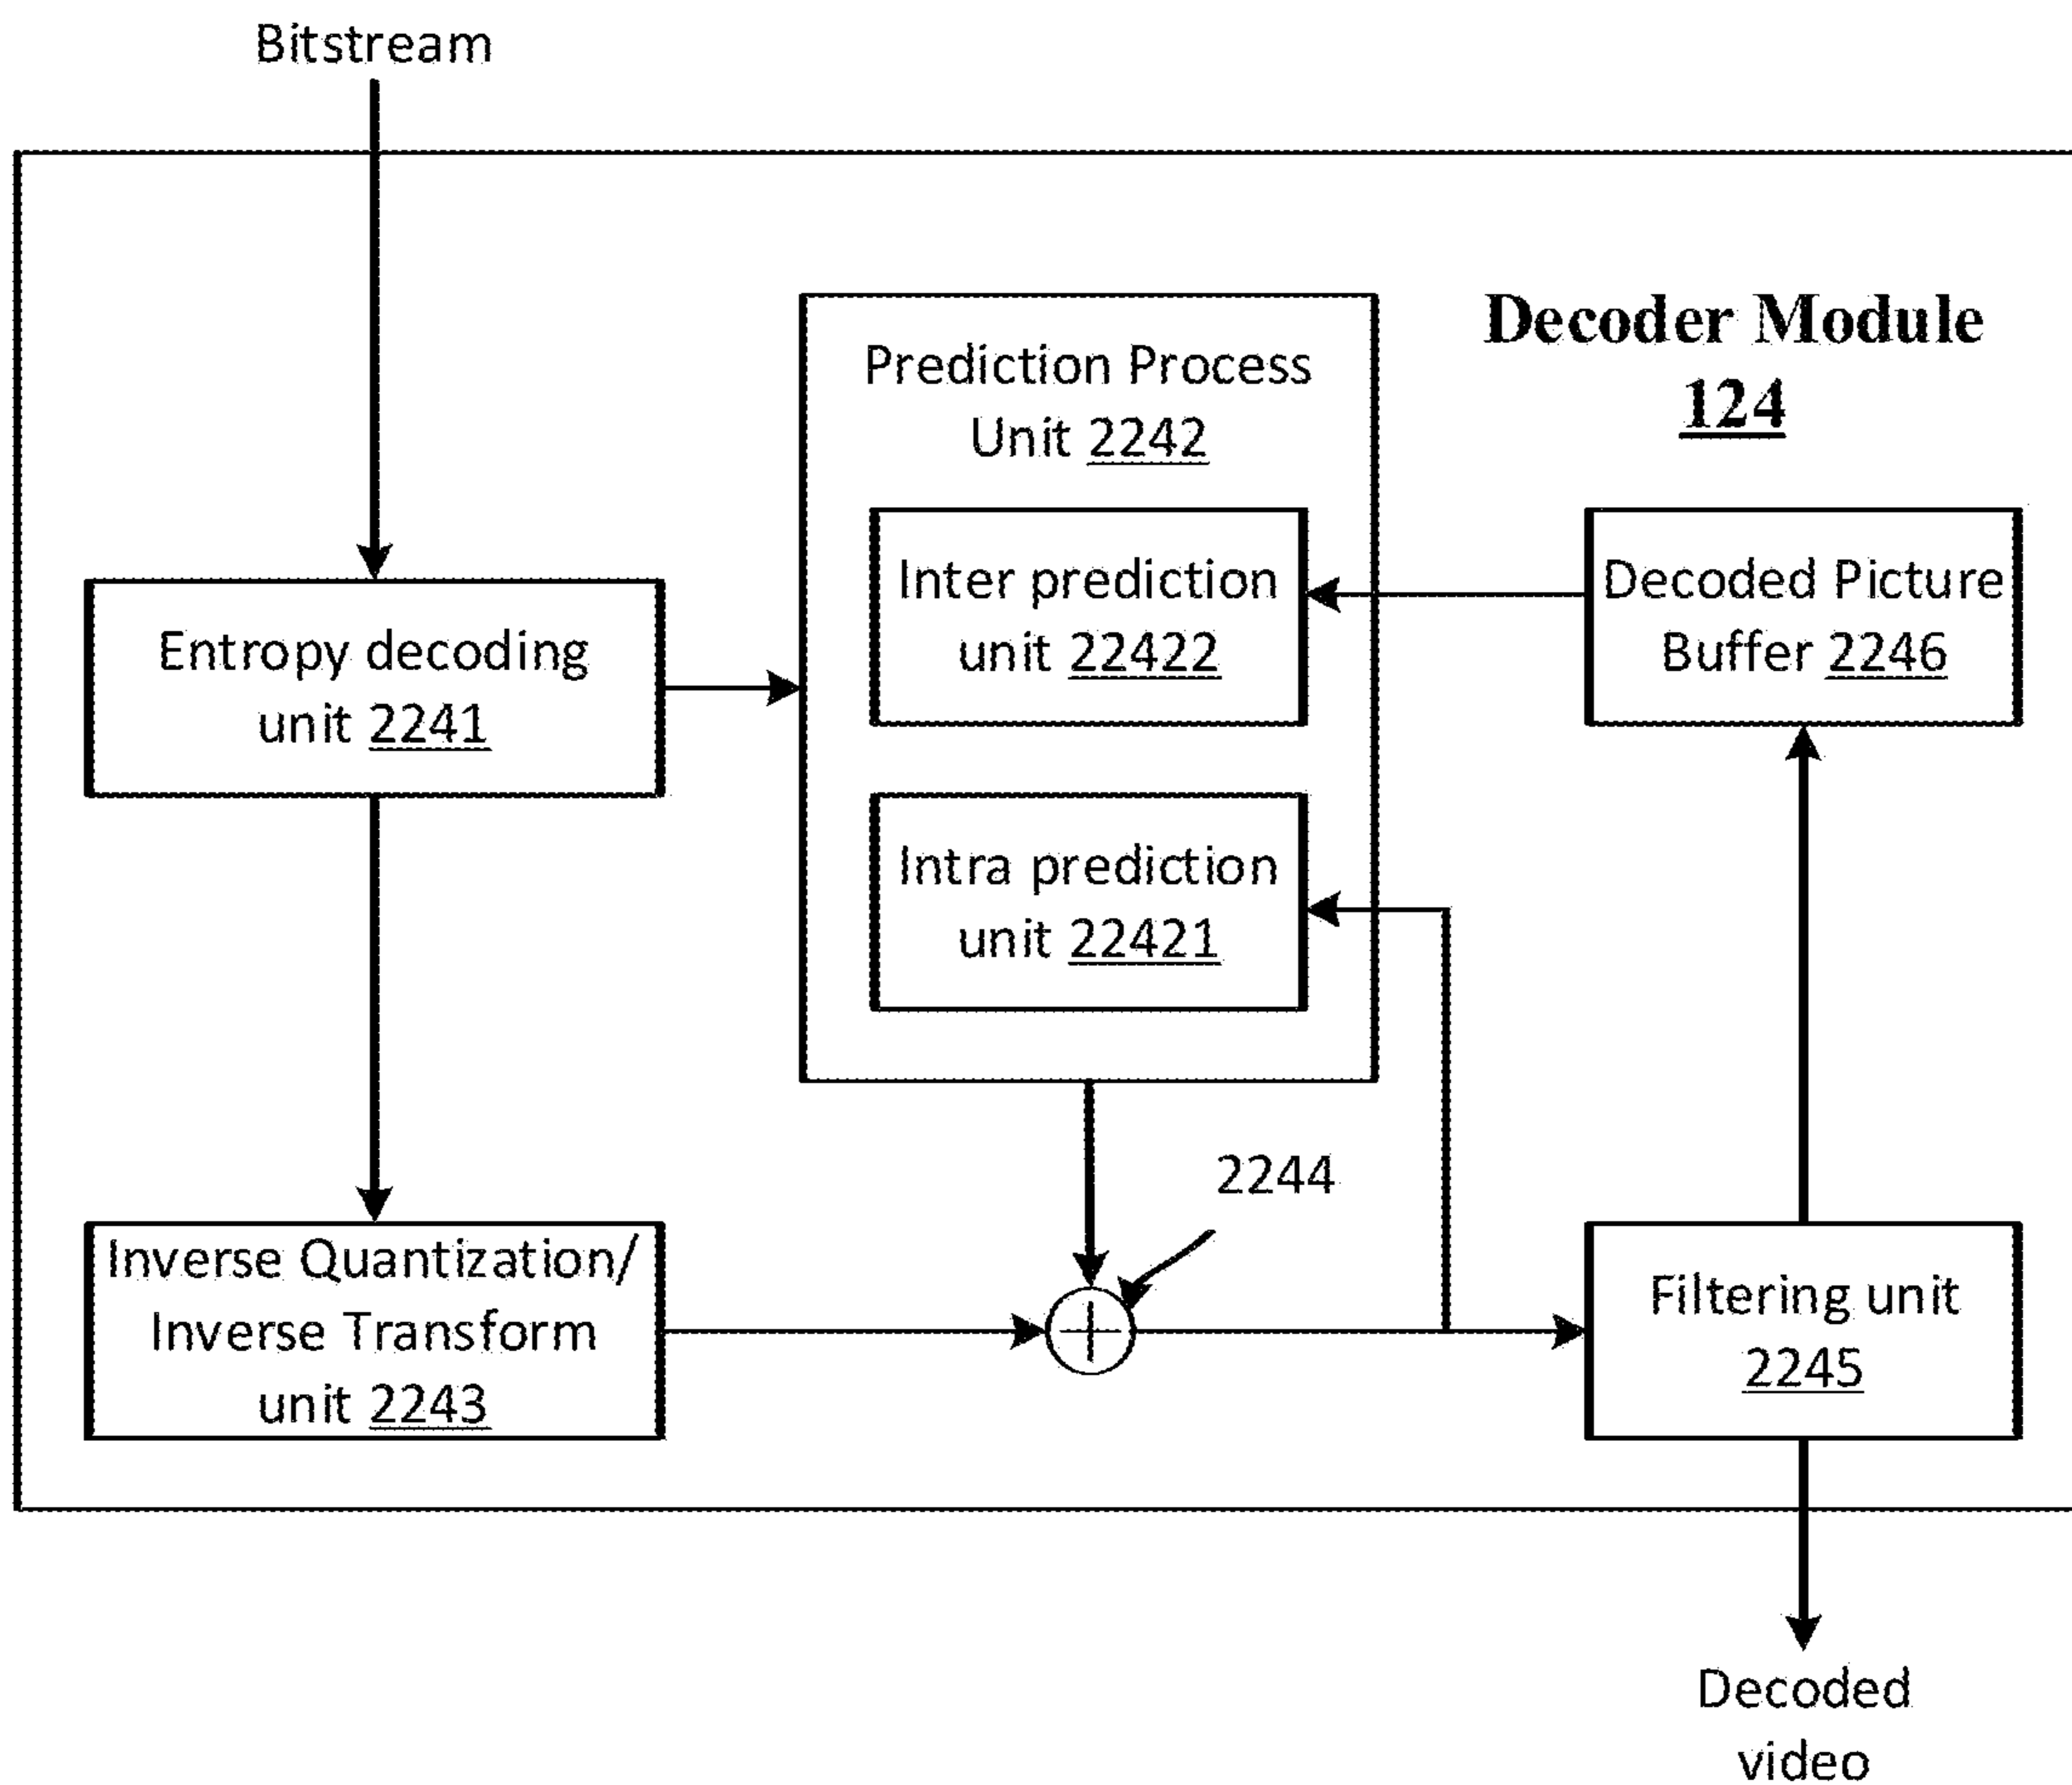 Bitstream
Decoder Module
124
Prediction Process
Unit 2242
Inter prediction
unit 22422
Decoded Picture
Buffer 2246
Entropy decoding
unit 2241
Intra prediction
unit 22421
2244
Inverse Quantization/
Inverse Transform
unit 2243
Filtering unit
2245
Decoded
video